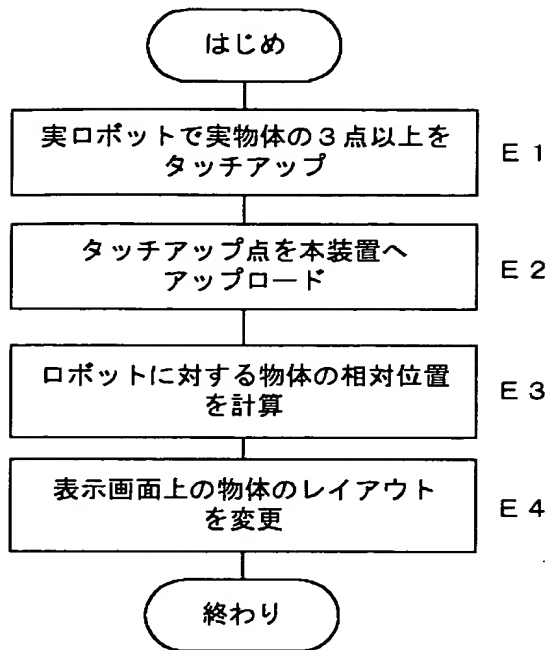 はじめ
実ロボットで実物体の３点以上を
タッチアップ
Ｅ１
タッチアップ点を本装置へ
アップロード
Ｅ２
ロボットに対する物体の相対位置
を計算
Ｅ３
表示画面上の物体のレイアウト
を変更
Ｅ４
終わり